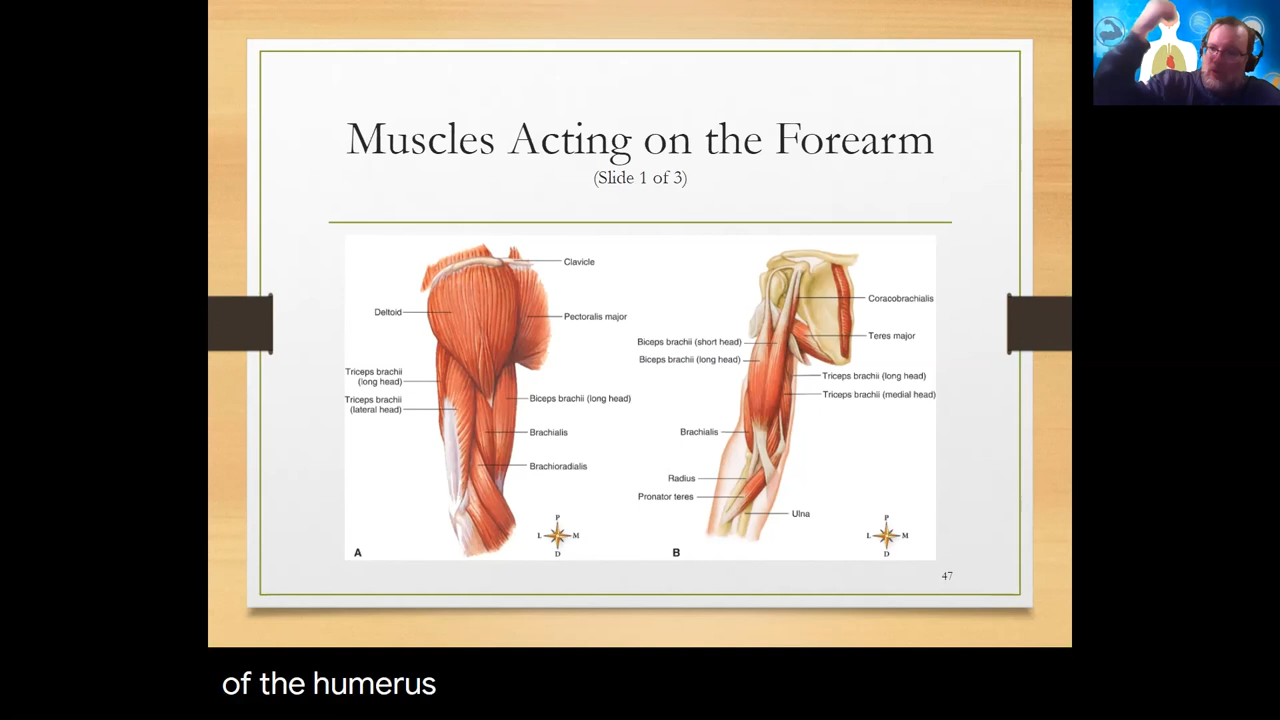 Muscles Acting on the Forearm
(Slide 1 of 3)
Clavicle
Deltoid
Pectoralis major
Triceps brachii
(long head)
Triceps brachii
(lateral head)
Biceps brachii (long head)
Brachialis
Brachioradialis
P
L M
D
A
Coracobrachialis
Teres major
Biceps brachii (short head)
Biceps brachii (long head)
Triceps brachii (long head)
Triceps brachii (medial head)
Brachialis
Radius
Pronator teres
Ulna
P
L M
D
B
47
of the humerus